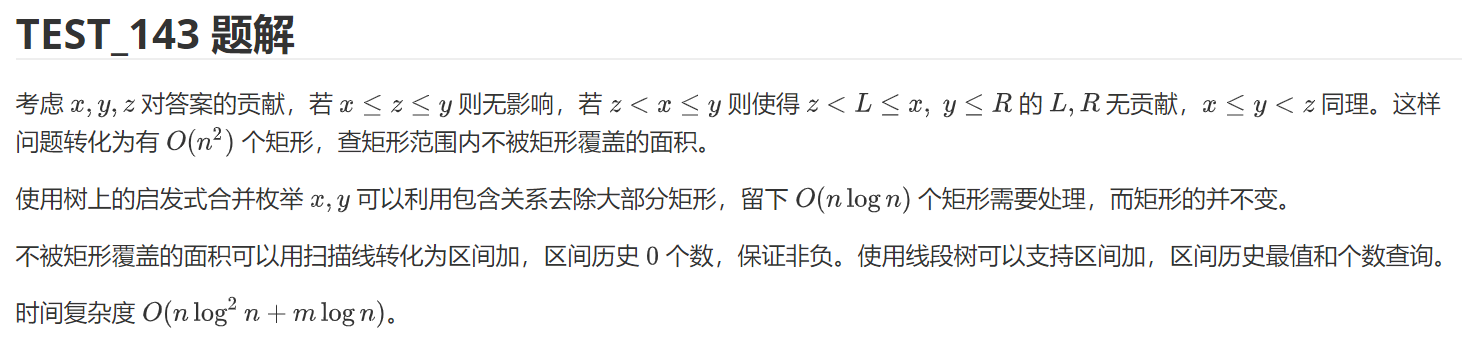 TEST_143 题解
考虑 x, y, z 对答案的贡献，若 x ≤ z ≤ y 则无影响，若 z < x ≤ y 则使得 z < L ≤ x, y ≤ R 的 L, R 无贡献，x ≤ y < z 同理。这样
问题转化为有 O(n²) 个矩形，查矩形范围内不被矩形覆盖的面积。
使用树上的启发式合并枚举 x, y 可以利用包含关系去除大部分矩形，留下 O(n log n) 个矩形需要处理，而矩形的并不变。
不被矩形覆盖的面积可以用扫描线转化为区间加，区间历史 0 个数，保证非负。使用线段树可以支持区间加，区间历史最值和个数查询。
时间复杂度 O(n log² n + m log n)。